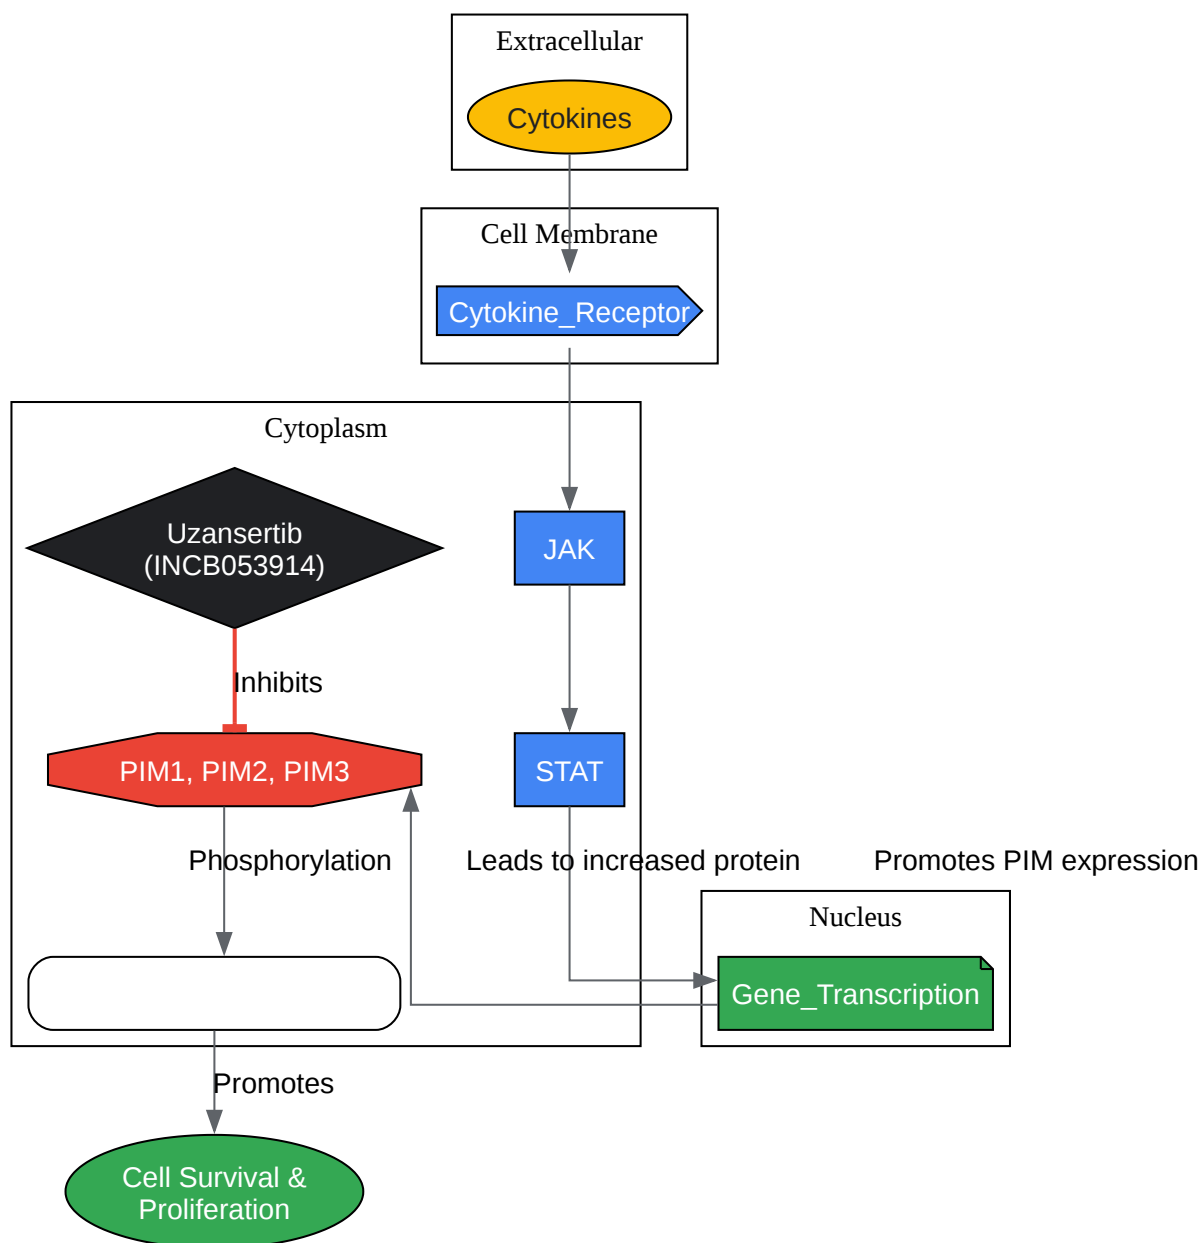 Extracellular
Cytokines
Cell Membrane
Cytokine_Receptor
Cytoplasm
Uzansertib
(INCB053914)
JAK
Inhibits
PIM1, PIM2, PIM3
STAT
Phosphorylation
Leads to increased protein
Promotes PIM expression
Nucleus
Gene_Transcription
Promotes
Cell Survival &
Proliferation